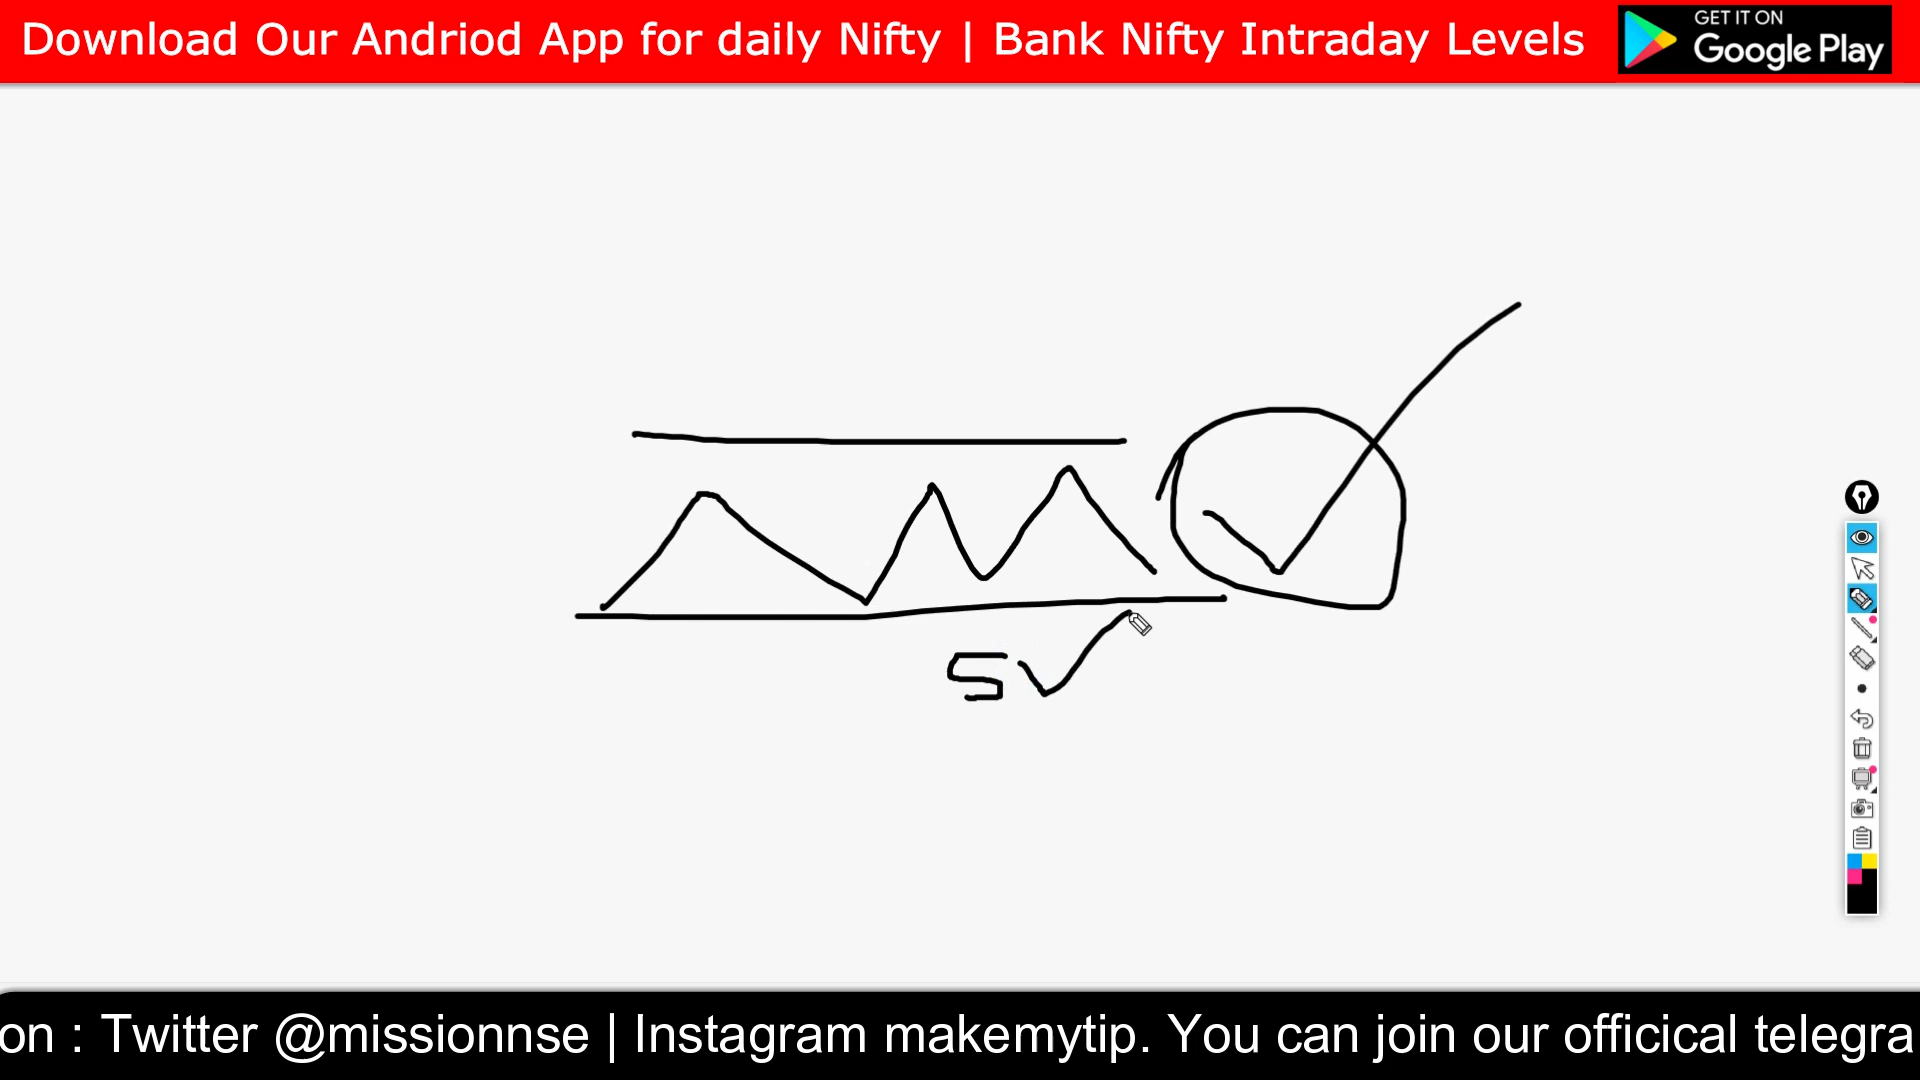 Download Our Andriod App for daily Nifty | Bank Nifty Intraday Levels
GET IT ON
Google Play
5
on : Twitter @missionnse | Instagram makemytip. You can join our officical telegra